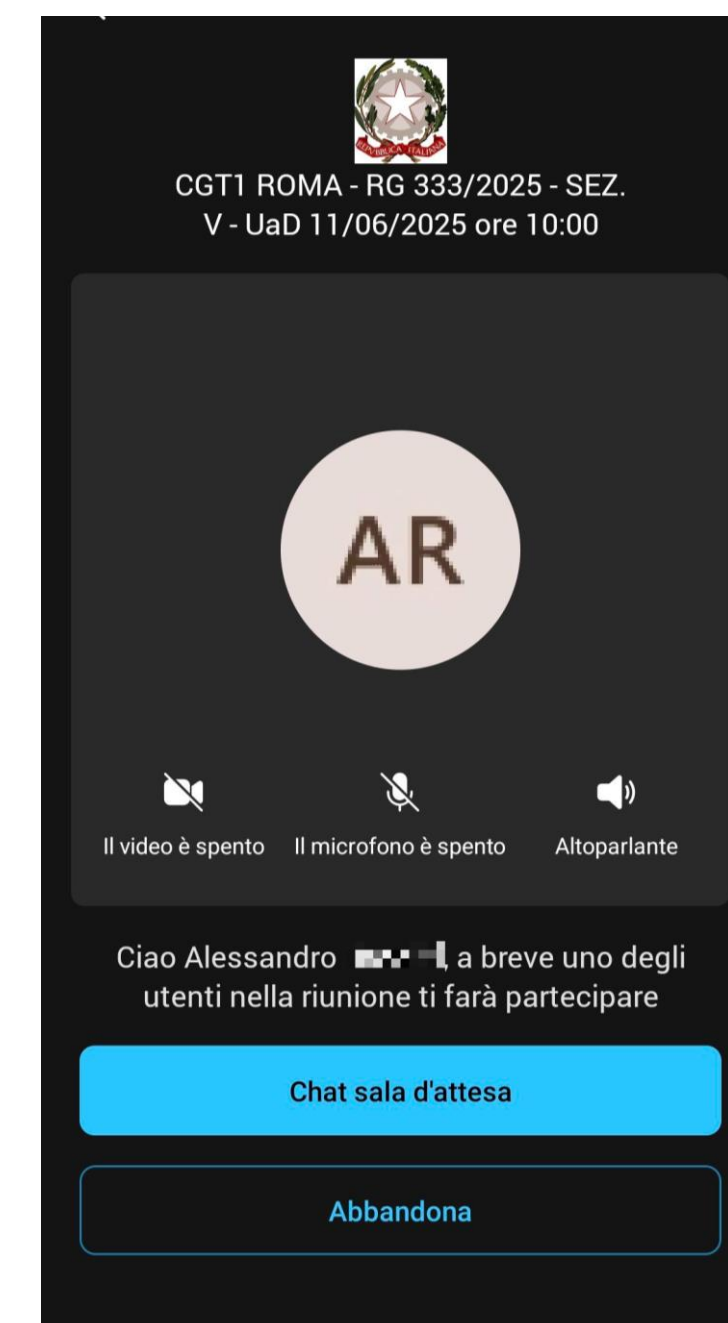 REPVBBLICA ITALIANA
CGT1 ROMA - RG 333/2025 - SEZ.
V - UaD 11/06/2025 ore 10:00
AR
Il video è spento Il microfono è spento Altoparlante
Ciao Alessandro , a breve uno degli
utenti nella riunione ti farà partecipare
Chat sala d'attesa
Abbandona